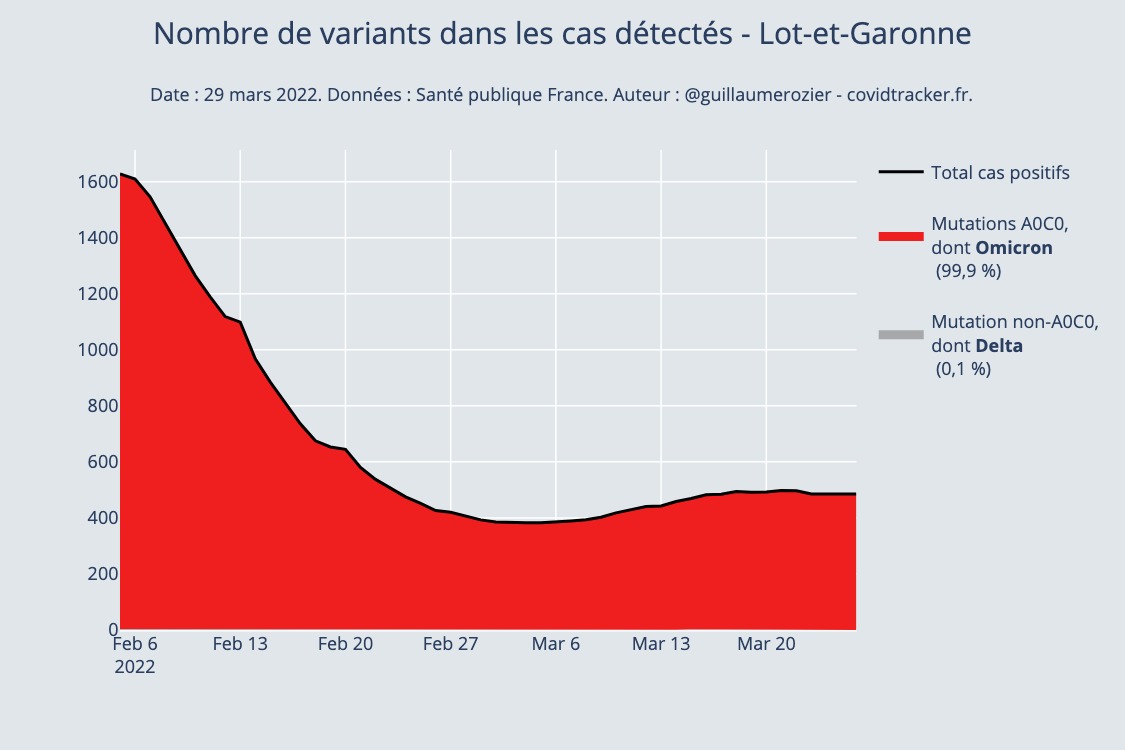 Nombre de variants dans les cas détectés - Lot-et-Garonne
Date : 29 mars 2022. Données : Santé publique France. Auteur : @guillaumerozier - covidtracker.fr.
1600
1400
1200
1000
800
600
400
200
0
Feb 6
2022
Feb 13
Feb 20
Feb 27
Mar 6
Mar 13
Mar 20
Total cas positifs
Mutations A0C0,
dont Omicron
(99,9 %)
Mutation non-A0C0,
dont Delta
(0,1 %)